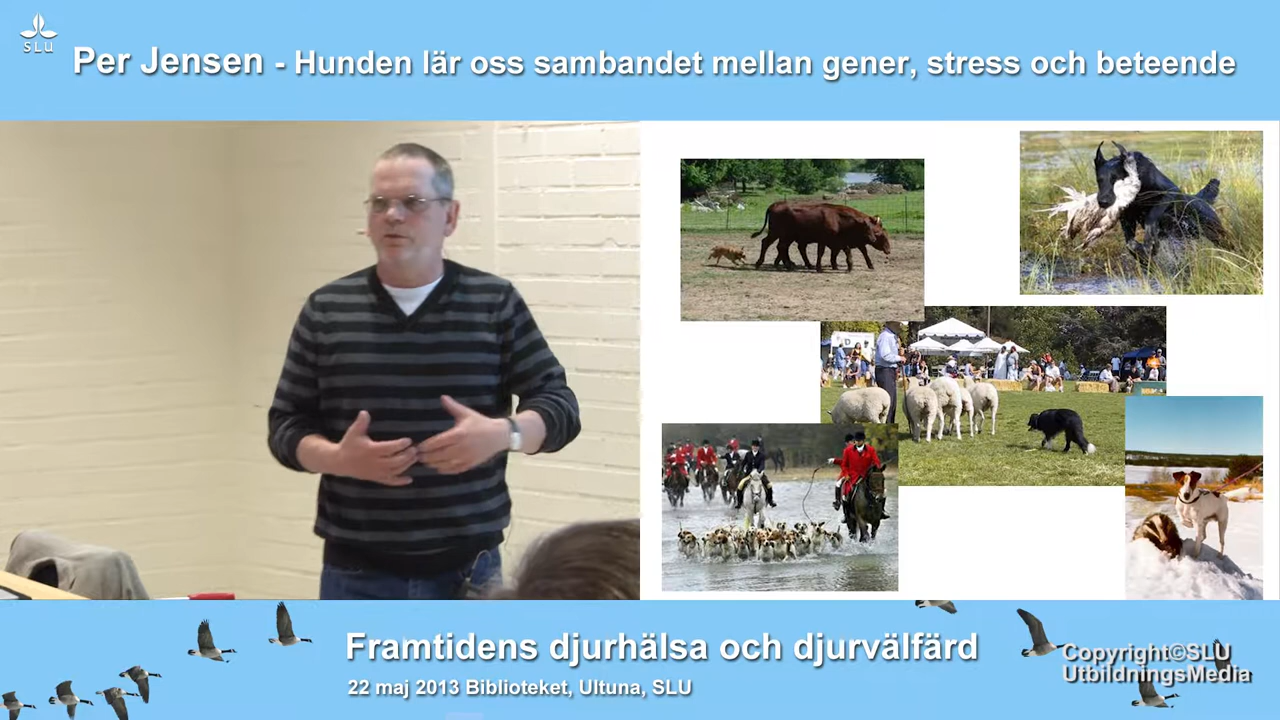 SLU
Per Jensen - Hunden lär oss sambandet mellan gener, stress och beteende
Framtidens djurhälsa och djurvälfärd
22 maj 2013 Biblioteket, Ultuna, SLU
Copyright©SLU
UtbildningsMedia